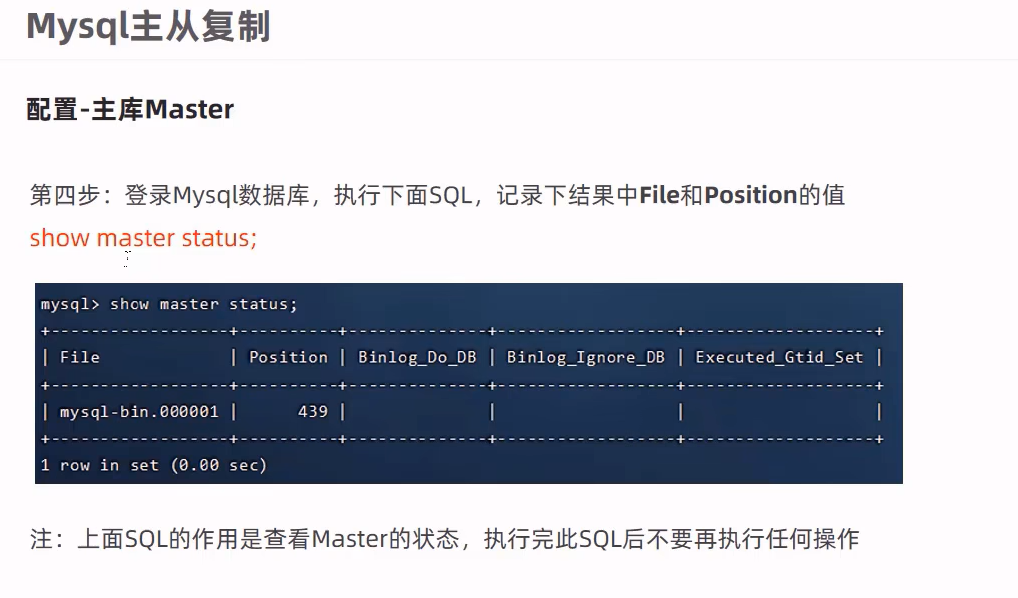 Mysql主从复制
配置-主库Master
第四步：登录Mysql数据库，执行下面SQL，记录下结果中File和Position的值
show master status;
mysql> show master status;
+------------------+----------+--------------+------------------+-------------------+
| File             | Position | Binlog_Do_DB | Binlog_Ignore_DB | Executed_Gtid_Set |
+------------------+----------+--------------+------------------+-------------------+
| mysql-bin.000001 |      439 |              |                  |                   |
+------------------+----------+--------------+------------------+-------------------+
1 row in set (0.00 sec)
注：上面SQL的作用是查看Master的状态，执行完此SQL后不要再执行任何操作